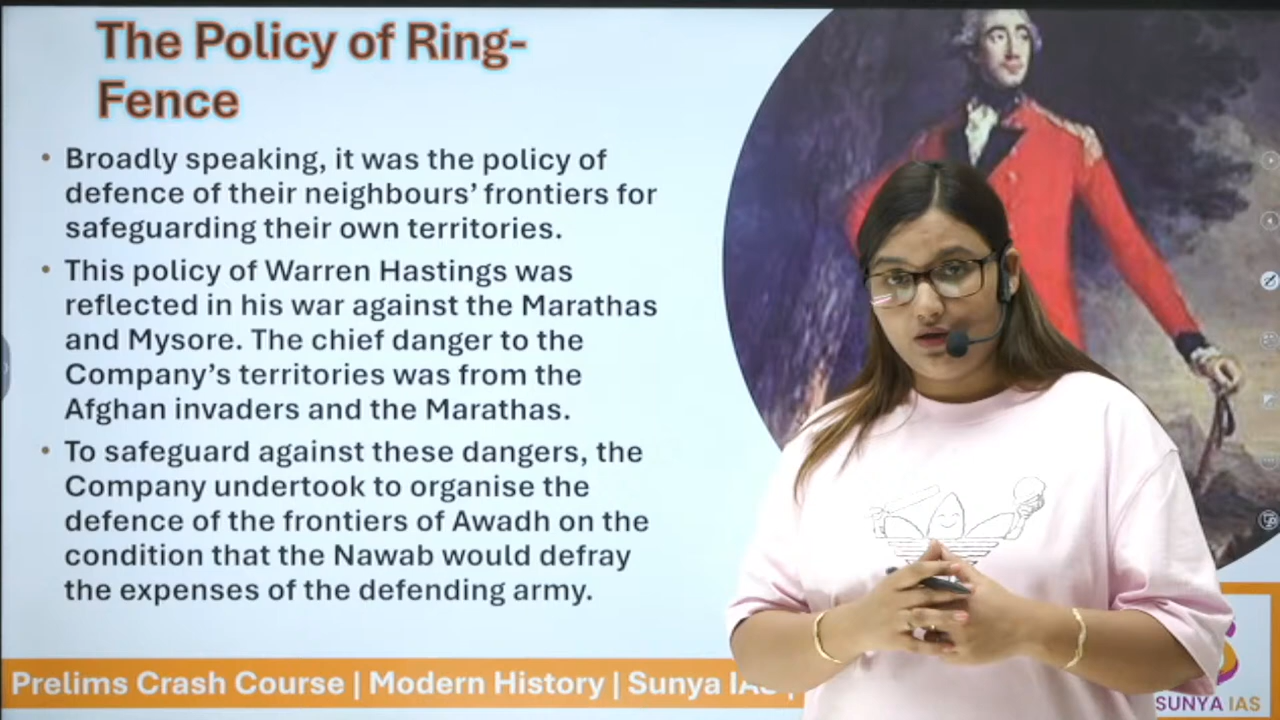 The Policy of Ring-
Fence
• Broadly speaking, it was the policy of
defence of their neighbours' frontiers for
safeguarding their own territories.
• This policy of Warren Hastings was
reflected in his war against the Marathas
and Mysore. The chief danger to the
Company's territories was from the
Afghan invaders and the Marathas.
• To safeguard against these dangers, the
Company undertook to organise the
defence of the frontiers of Awadh on the
condition that the Nawab would defray
the expenses of the defending army.
Prelims Crash Course | Modern History | Sunya IAS |
SUNYA IAS